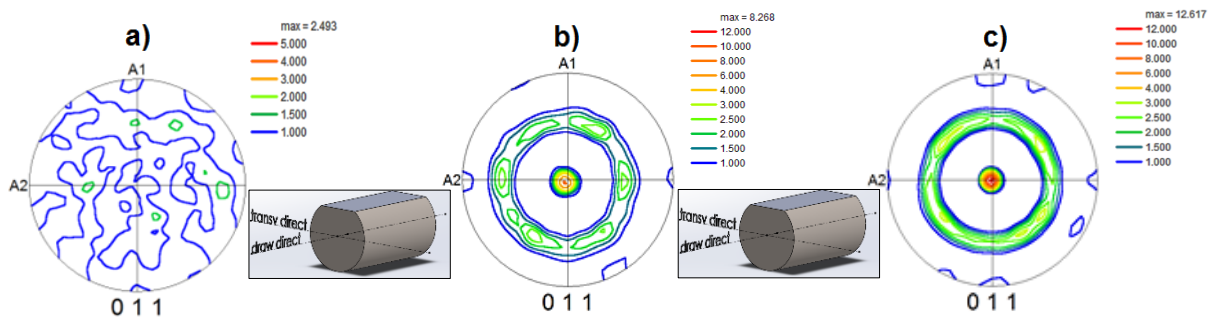 a)
max = 2.493
5.000
4.000
3.000
2.000
1.500
1.000
A1
A2
0 1 1
transv. direct
draw direct
b)
max = 8.268
12.000
10.000
8.000
6.000
4.000
3.000
2.500
2.000
1.500
1.000
A1
A2
0 1 1
transv. direct
draw direct
c)
max = 12.617
12.000
10.000
8.000
6.000
4.000
3.000
2.500
2.000
1.500
1.000
A1
A2
0 1 1